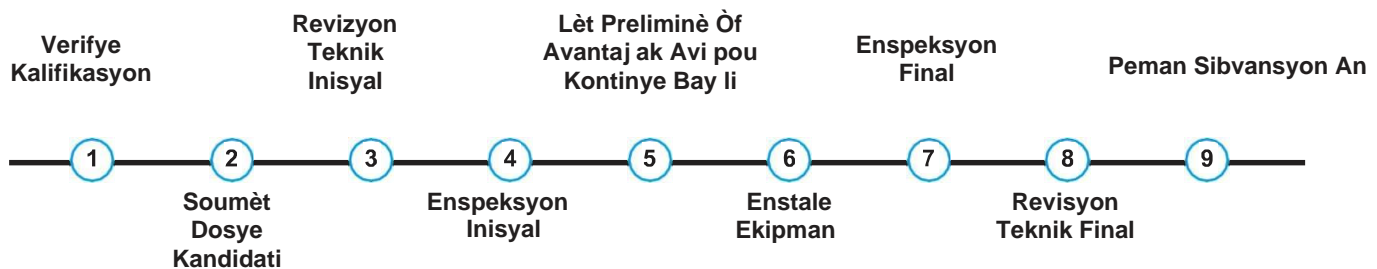 Verifye
Kalifikasyon
1
2
Soumèt
Dosye
Kandidati
Revizyon
Teknik
Inisyal
3
4
Enspeksyon
Inisyal
Lèt Preliminè Òf
Avantaj ak Avi pou
Kontinye Bay li
5
6
Enstale
Ekipman
Enspeksyon
Final
7
8
Revisyon
Teknik Final
Peman Sibvansyon An
9